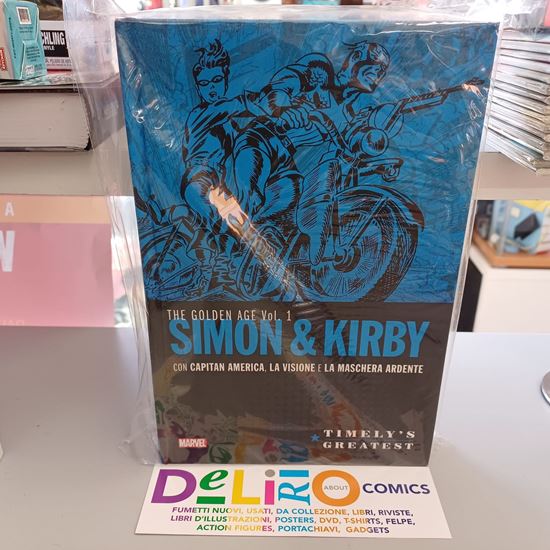 CHLING
A
W
THE GOLDEN AGE Vol. 1
SIMON & KIRBY
CON CAPITAN AMERICA, LA VISIONE E LA MASCHERA ARDENTE
MARVEL
TIMELY'S
GREATEST
DeLiRiO ABOUT COMICS
FUMETTI NUOVI, USATI, DA COLLEZIONE, LIBRI, RIVISTE,
LIBRI D'ILLUSTRAZIONI, POSTERS, DVD, T-SHIRTS, FELPE,
ACTION FIGURES, PORTACHIAVI, GADGETS